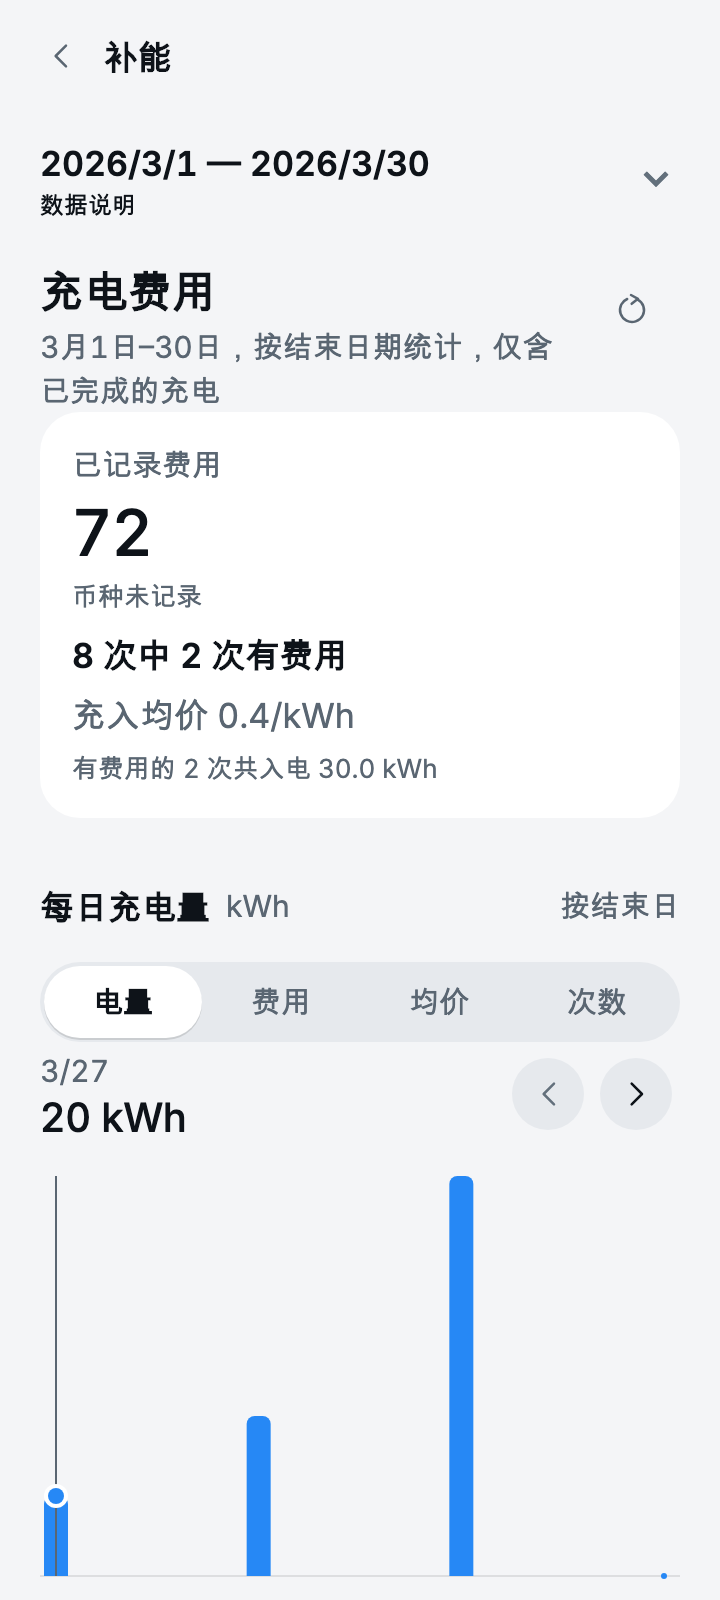 补能
2026/3/1 — 2026/3/30
数据说明
充电费用
3月1日–30日，按结束日期统计，仅含
已完成的充电
已记录费用
72
币种未记录
8 次中 2 次有费用
充入均价 0.4/kWh
有费用的 2 次共入电 30.0 kWh
每日充电量 kWh 按结束日
电量 费用 均价 次数
3/27
20 kWh